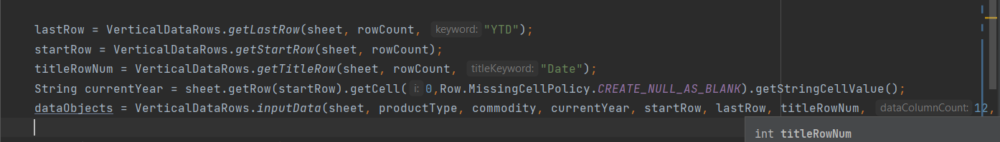 lastRow = VerticalDataRows.getLastRow(sheet, rowCount, keyword: "YTD");
startRow = VerticalDataRows.getStartRow(sheet, rowCount);
titleRowNum = VerticalDataRows.getTitleRow(sheet, rowCount, titleKeyword: "Date");
String currentYear = sheet.getRow(startRow).getCell( i: 0,Row.MissingCellPolicy.CREATE_NULL_AS_BLANK).getStringCellValue();
dataObjects = VerticalDataRows.inputData(sheet, productType, commodity, currentYear, startRow, lastRow, titleRowNum, dataColumnCount: 12,
int titleRowNum